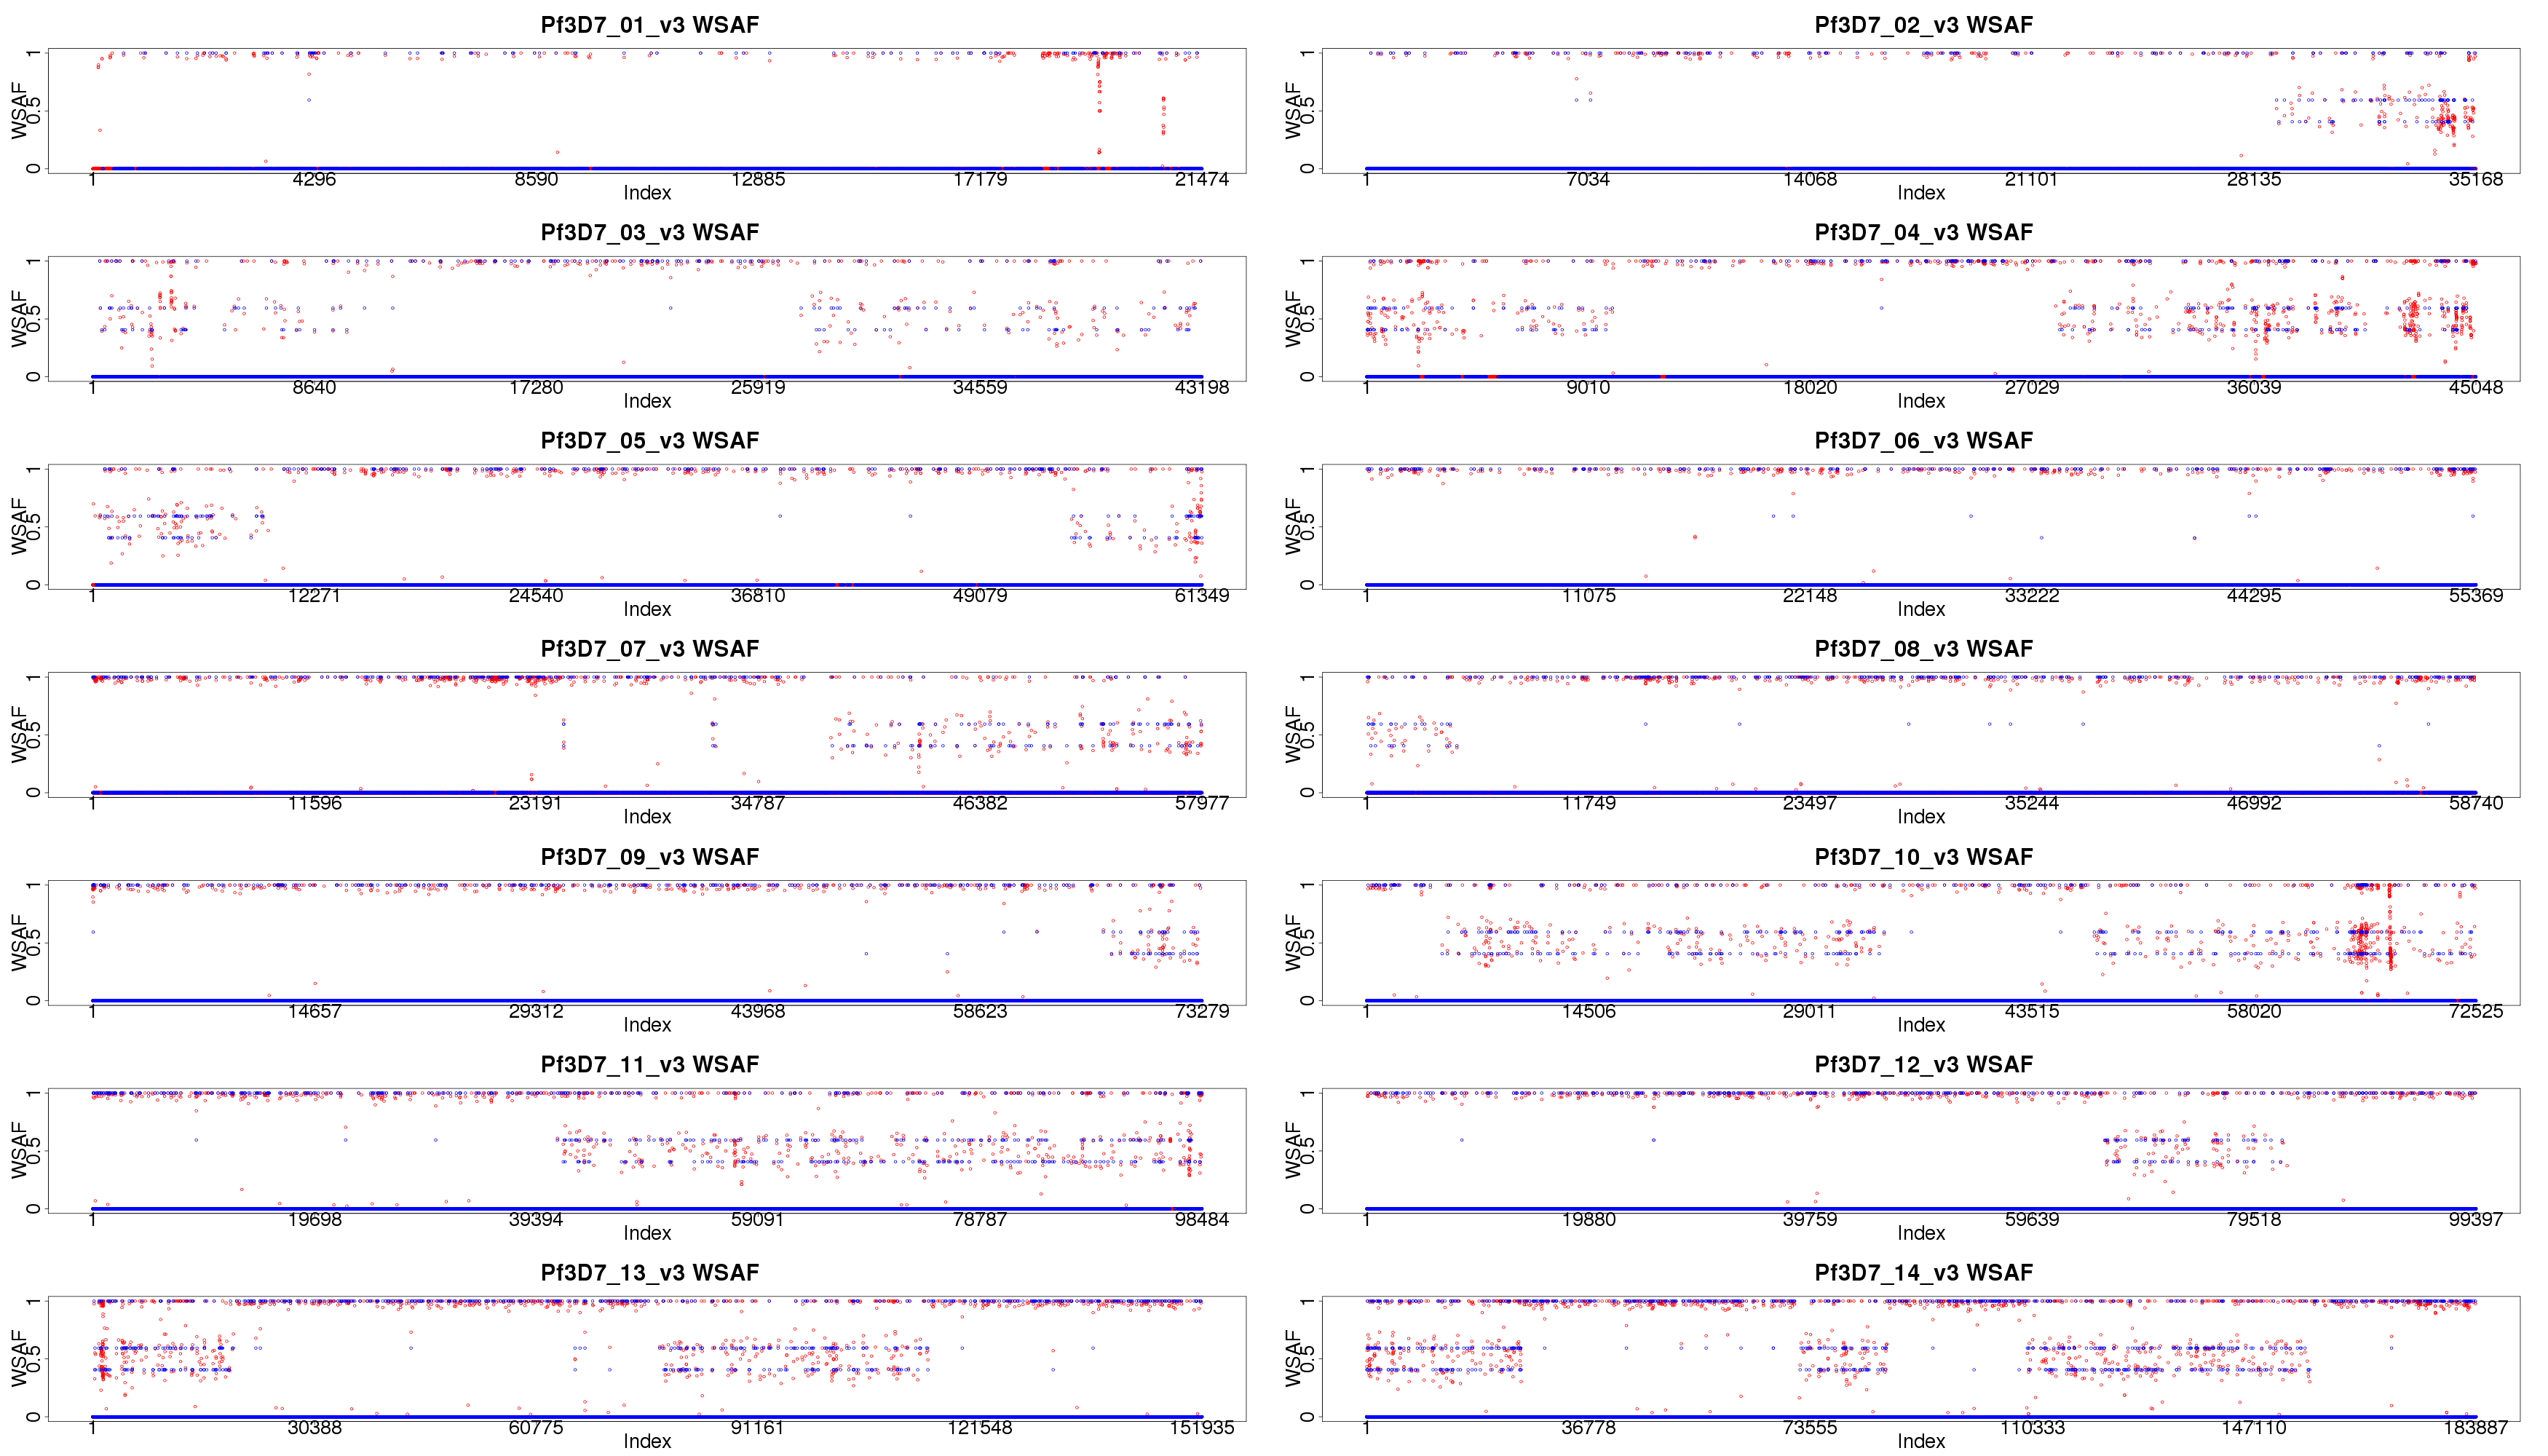 Pf3D7_01_v3 WSAF
WSAF
0 0.5 1
1 4296 8590 12885 17179 21474
Index
Pf3D7_02_v3 WSAF
WSAF
0 0.5 1
1 7034 14068 21101 28135 35168
Index
Pf3D7_03_v3 WSAF
WSAF
0 0.5 1
1 8640 17280 25919 34559 43198
Index
Pf3D7_04_v3 WSAF
WSAF
0 0.5 1
1 9010 18020 27029 36039 45048
Index
Pf3D7_05_v3 WSAF
WSAF
0 0.5 1
1 12271 24540 36810 49079 61349
Index
Pf3D7_06_v3 WSAF
WSAF
0 0.5 1
1 11075 22148 33222 44295 55369
Index
Pf3D7_07_v3 WSAF
WSAF
0 0.5 1
1 11596 23191 34787 46382 57977
Index
Pf3D7_08_v3 WSAF
WSAF
0 0.5 1
1 11749 23497 35244 46992 58740
Index
Pf3D7_09_v3 WSAF
WSAF
0 0.5 1
1 14657 29312 43968 58623 73279
Index
Pf3D7_10_v3 WSAF
WSAF
0 0.5 1
1 14506 29011 43515 58020 72525
Index
Pf3D7_11_v3 WSAF
WSAF
0 0.5 1
1 19698 39394 59091 78787 98484
Index
Pf3D7_12_v3 WSAF
WSAF
0 0.5 1
1 19880 39759 59639 79518 99397
Index
Pf3D7_13_v3 WSAF
WSAF
0 0.5 1
1 30388 60775 91161 121548 151935
Index
Pf3D7_14_v3 WSAF
WSAF
0 0.5 1
1 36778 73555 110333 147110 183887
Index